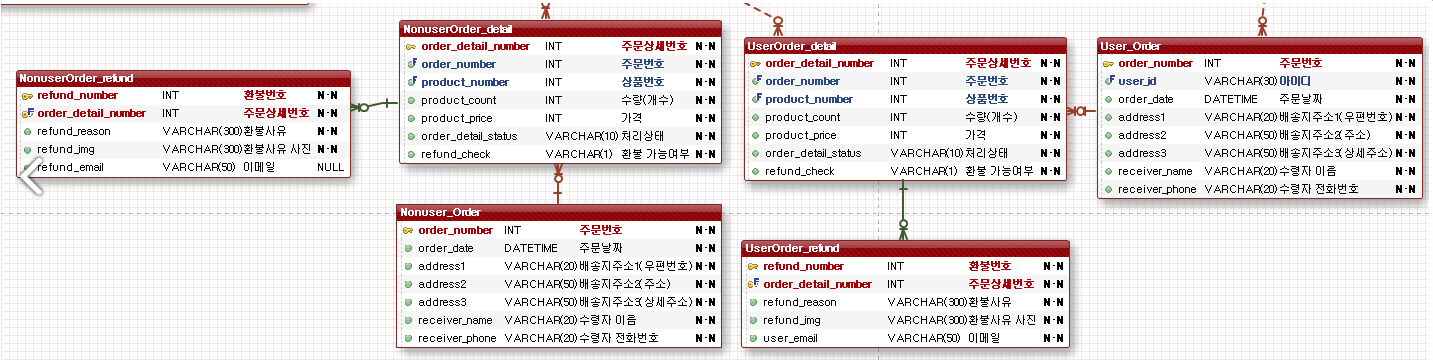 NonuserOrder_refund
refund_number INT 환불번호 N-N
order_detail_number INT 주문상세번호 N-N
refund_reason VARCHAR(300) 환불사유 N-N
refund_img VARCHAR(300) 환불사유 사진 N-N
refund_email VARCHAR(50) 이메일 NULL
NonuserOrder_detail
order_detail_number INT 주문상세번호 N-N
order_number INT 주문번호 N-N
product_number INT 상품번호 N-N
product_count INT 수량(개수) N-N
product_price INT 가격 N-N
order_detail_status VARCHAR(10) 처리상태 N-N
refund_check VARCHAR(1) 환불 가능여부 N-N
Nonuser_Order
order_number INT 주문번호 N-N
order_date DATETIME 주문날짜 N-N
address1 VARCHAR(20) 배송지주소1(우편번호) N-N
address2 VARCHAR(50) 배송지주소2(주소) N-N
address3 VARCHAR(50) 배송지주소3(상세주소) N-N
receiver_name VARCHAR(20) 수령자 이름 N-N
receiver_phone VARCHAR(20) 수령자 전화번호 N-N
UserOrder_detail
order_detail_number INT 주문상세번호 N-N
order_number INT 주문번호 N-N
product_number INT 상품번호 N-N
product_count INT 수량(개수) N-N
product_price INT 가격 N-N
order_detail_status VARCHAR(10) 처리상태 N-N
refund_check VARCHAR(1) 환불 가능여부 N-N
UserOrder_refund
refund_number INT 환불번호 N-N
order_detail_number INT 주문상세번호 N-N
refund_reason VARCHAR(300) 환불사유 N-N
refund_img VARCHAR(300) 환불사유 사진 N-N
user_email VARCHAR(50) 이메일 N-N
User_Order
order_number INT 주문번호 N-N
user_id VARCHAR(30) 아이디 N-N
order_date DATETIME 주문날짜 N-N
address1 VARCHAR(20) 배송지주소1(우편번호) N-N
address2 VARCHAR(50) 배송지주소2(주소) N-N
address3 VARCHAR(50) 배송지주소3(상세주소) N-N
receiver_name VARCHAR(20) 수령자 이름 N-N
receiver_phone VARCHAR(20) 수령자 전화번호 N-N